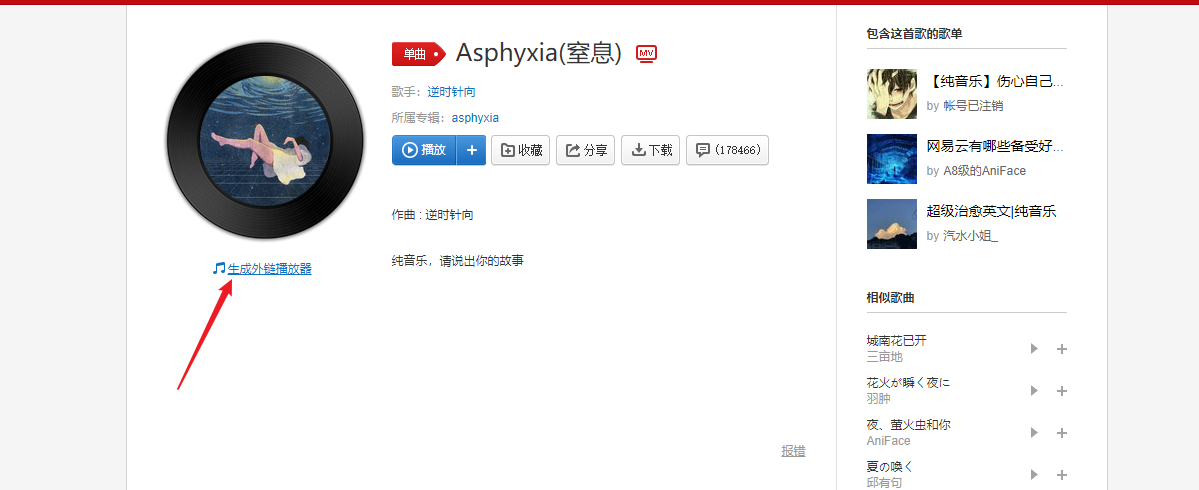 单曲
Asphyxia(窒息)
MV
歌手：逆时针向
所属专辑：asphyxia
播放
+
收藏
分享
下载
(178466)
作曲 : 逆时针向
纯音乐，请说出你的故事
生成外链播放器
报错
包含这首歌的歌单
【纯音乐】伤心自己...
by 帐号已注销
网易云有哪些备受好...
by A8级的AniFace
超级治愈英文|纯音乐
by 汽水小姐_
相似歌曲
城南花已开
三亩地
花火が瞬く夜に
羽肿
夜、萤火虫和你
AniFace
夏の喚く
邱有句